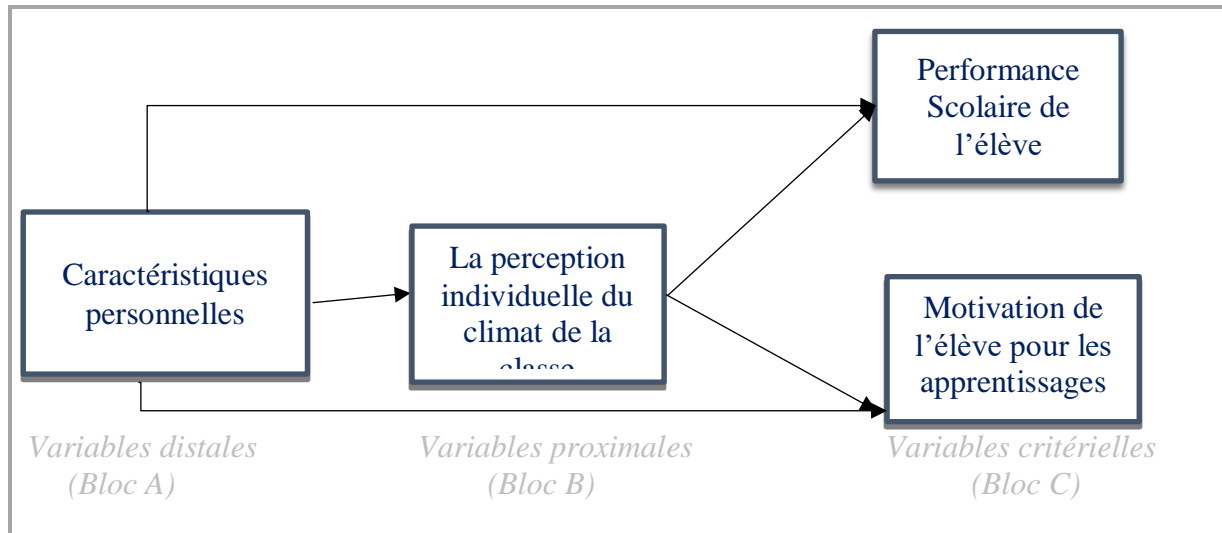 Performance
Scolaire de
l’élève
Caractéristiques
personnelles
La perception
individuelle du
climat de la
classe
Motivation de
l’élève pour les
apprentissages
Variables distales
(Bloc A)
Variables proximales
(Bloc B)
Variables critérielles
(Bloc C)